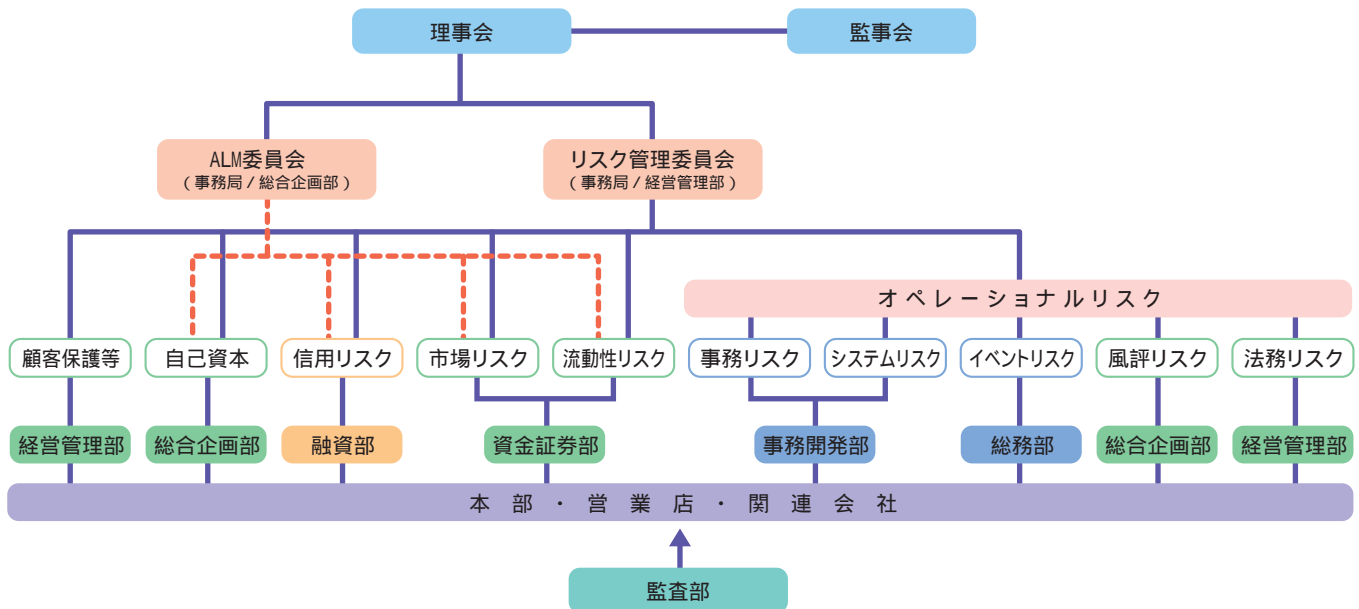 理事会
監事会
ALM委員会
(事務局/総合企画部)
リスク管理委員会
(事務局/経営管理部)
オペレーショナルリスク
顧客保護等
自己資本
信用リスク
市場リスク
流動性リスク
事務リスク
システムリスク
イベントリスク
風評リスク
法務リスク
経営管理部
総合企画部
融資部
資金証券部
事務開発部
総務部
総合企画部
経営管理部
本部・営業店・関連会社
監査部